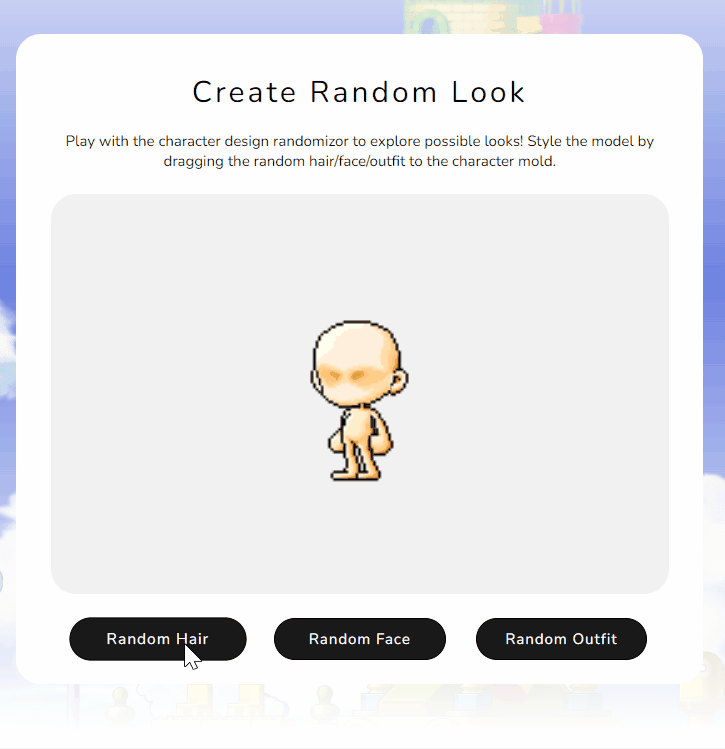 Create Random Look
Play with the character design randomizor to explore possible looks! Style the model by
dragging the random hair/face/outfit to the character mold.
Random Hair
Random Face
Random Outfit